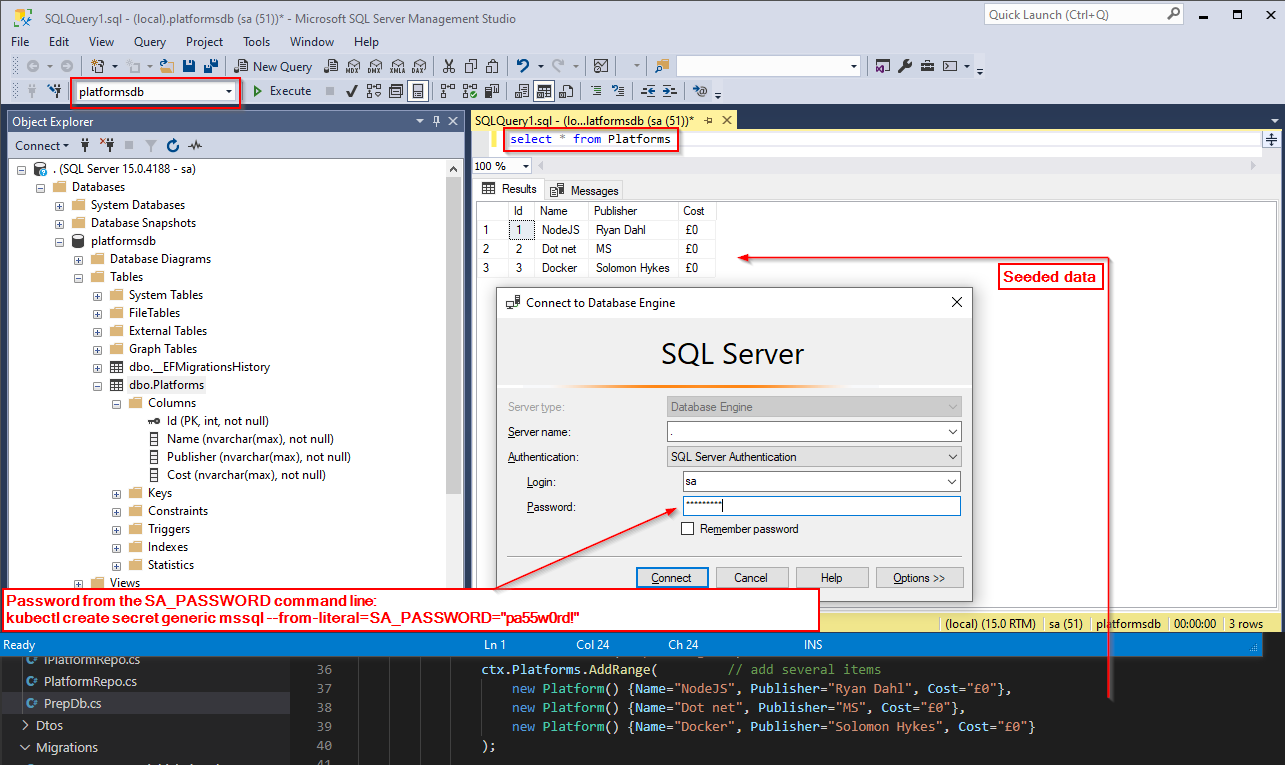 SQLQuery1.sql - (local).platformsdb (sa (51))* - Microsoft SQL Server Management Studio
Quick Launch (Ctrl+Q)
File Edit View Query Project Tools Window Help
New Query
MDX DMX XMLA DAX
platformsdb
Execute
Object Explorer
Connect
. (SQL Server 15.0.4188 - sa)
Databases
System Databases
Database Snapshots
platformsdb
Database Diagrams
Tables
System Tables
FileTables
External Tables
Graph Tables
dbo.__EFMigrationsHistory
dbo.Platforms
Columns
Id (PK, int, not null)
Name (nvarchar(max), not null)
Publisher (nvarchar(max), not null)
Cost (nvarchar(max), not null)
Keys
Constraints
Triggers
Indexes
Statistics
Views
SQLQuery1.sql - (lo...latformsdb (sa (51))*
select * from Platforms
100 %
Results Messages
Id Name Publisher Cost
1 1 NodeJS Ryan Dahl £0
2 2 Dot net MS £0
3 3 Docker Solomon Hykes £0
Seeded data
Connect to Database Engine
SQL Server
Server type: Database Engine
Server name: .
Authentication: SQL Server Authentication
Login: sa
Password: *********
Remember password
Connect Cancel Help Options >>
Password from the SA_PASSWORD command line:
kubectl create secret generic mssql --from-literal=SA_PASSWORD="pa55w0rd!"
(local) (15.0 RTM) sa (51) platformsdb 00:00:00 3 rows
Ready Ln 1 Col 24 Ch 24 INS
IPlatformRepo.cs
PlatformRepo.cs
PrepDb.cs
Dtos
Migrations
36 ctx.Platforms.AddRange( // add several items
37 new Platform() {Name="NodeJS", Publisher="Ryan Dahl", Cost="£0"},
38 new Platform() {Name="Dot net", Publisher="MS", Cost="£0"},
39 new Platform() {Name="Docker", Publisher="Solomon Hykes", Cost="£0"}
40 );
41